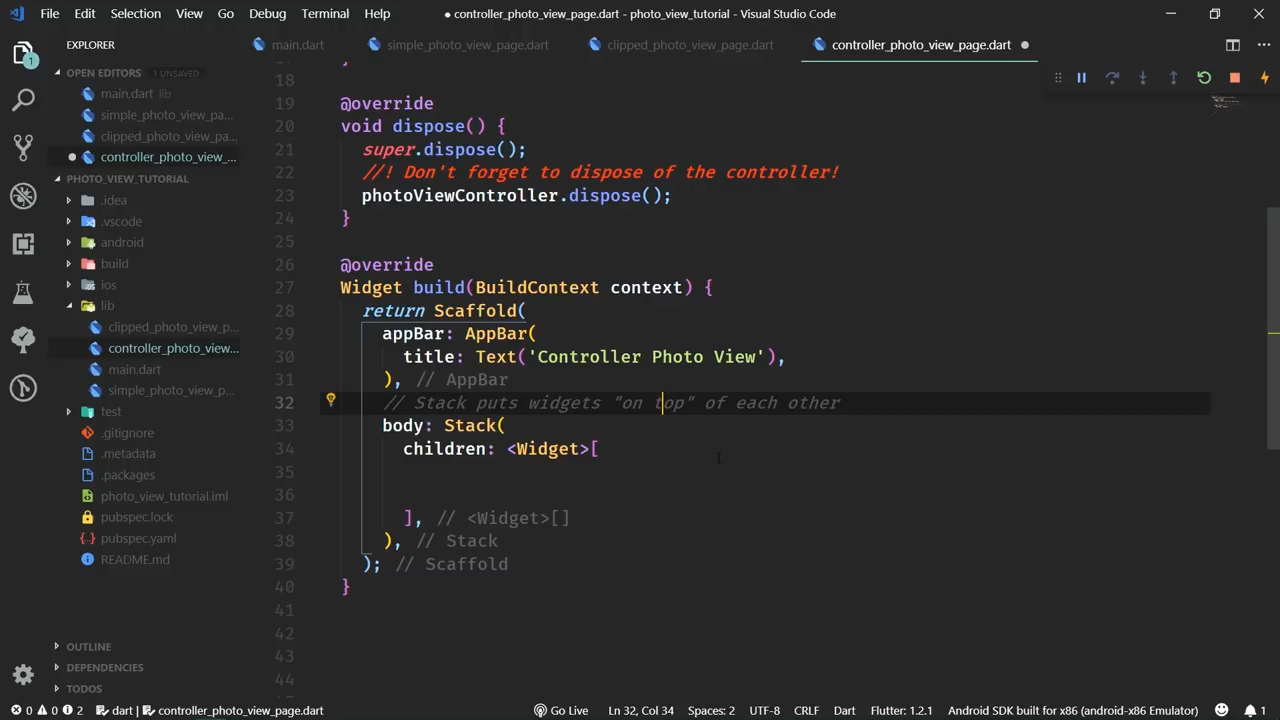 File Edit Selection View Go Debug Terminal Help
● controller_photo_view_page.dart - photo_view_tutorial - Visual Studio Code
EXPLORER
main.dart
simple_photo_view_page.dart
clipped_photo_view_page.dart
controller_photo_view_page.dart
OPEN EDITORS 1 UNSAVED
main.dart lib
simple_photo_view_pa...
clipped_photo_view_pa...
controller_photo_view_...
PHOTO_VIEW_TUTORIAL
.idea
.vscode
android
build
ios
lib
clipped_photo_view_p...
controller_photo_view...
main.dart
simple_photo_view_p...
test
.gitignore
.metadata
.packages
photo_view_tutorial.iml
pubspec.lock
pubspec.yaml
README.md
OUTLINE
DEPENDENCIES
TODOS
18
19 @override
20 void dispose() {
21 super.dispose();
22 //! Don't forget to dispose of the controller!
23 photoViewController.dispose();
24 }
25
26 @override
27 Widget build(BuildContext context) {
28 return Scaffold(
29 appBar: AppBar(
30 title: Text('Controller Photo View'),
31 ), // AppBar
32 // Stack puts widgets "on top" of each other
33 body: Stack(
34 children: <Widget>[
35
36
37 ], // <Widget>[]
38 ), // Stack
39 ); // Scaffold
40 }
41
42
43
0 0 2 dart | controller_photo_view_page.dart
Go Live Ln 32, Col 34 Spaces: 2 UTF-8 CRLF Dart Flutter: 1.2.1 Android SDK built for x86 (android-x86 Emulator) 1